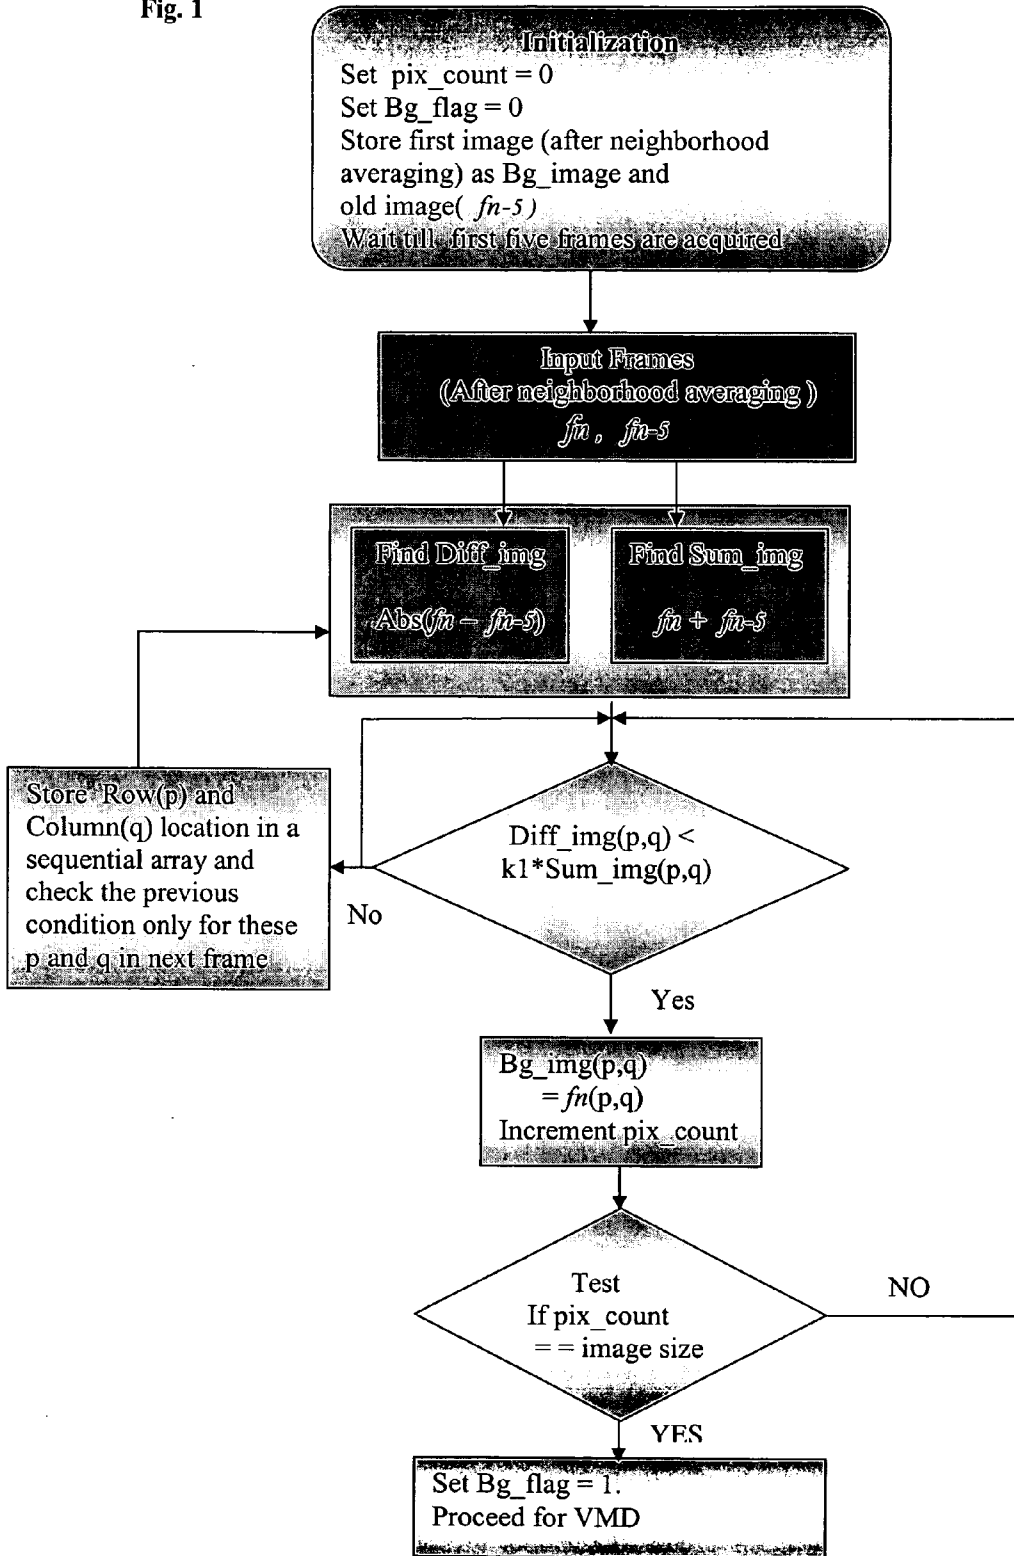 Fig. 1
Initialization
Set pix_count = 0
Set Bg_flag = 0
Store first image (after neighborhood
averaging) as Bg_image and
old image( fn-5 )
Wait till first five frames are acquired
Input Frames
(After neighborhood averaging )
fn , fn-5
Find Diff_img
Abs(fn – fn-5)
Find Sum_img
fn + fn-5
Store Row(p) and
Column(q) location in a
sequential array and
check the previous
condition only for these
p and q in next frame
Diff_img(p,q) <
k1*Sum_img(p,q)
No
Yes
Bg_img(p,q)
= fn(p,q)
Increment pix_count
Test
If pix_count
= = image size
NO
YES
Set Bg_flag = 1.
Proceed for VMD